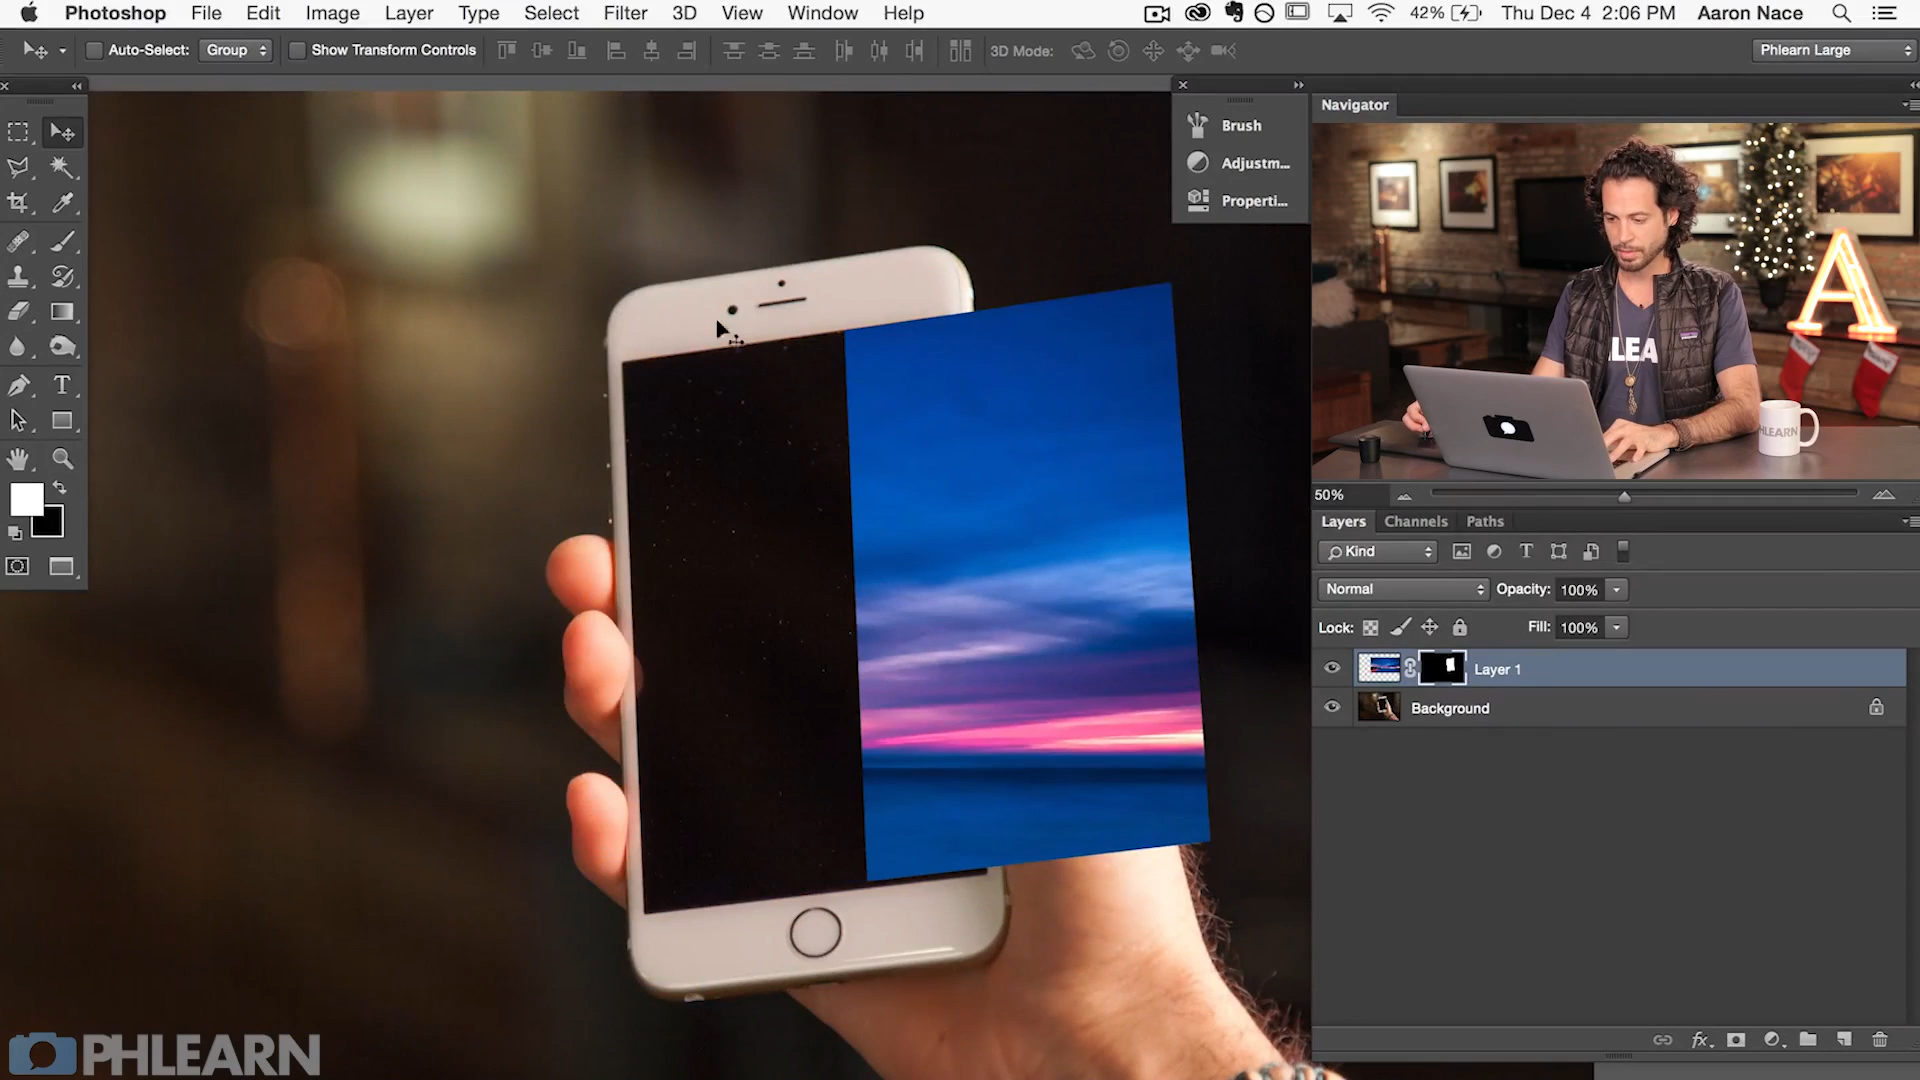 Photoshop File Edit Image Layer Type Select Filter 3D View Window Help 42% Thu Dec 4 2:06 PM Aaron Nace
Auto-Select: Group Show Transform Controls 3D Mode: Phlearn Large
Brush
Adjustm...
Properti...
Navigator
A
LEA
PHLEARN
50%
Layers Channels Paths
Kind
Normal Opacity: 100%
Lock: Fill: 100%
Layer 1
Background
T
fx
PHLEARN